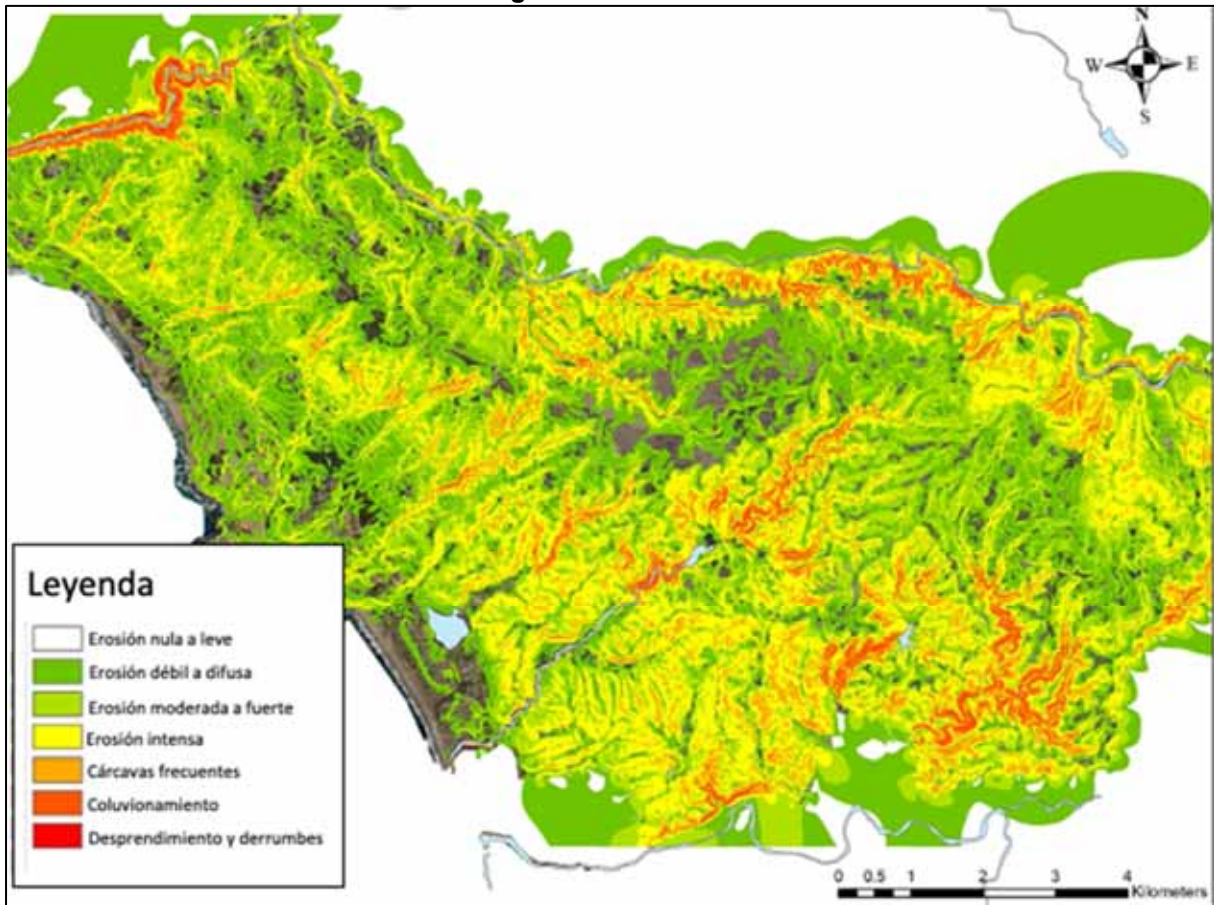 N
W E
S
Leyenda
Erosión nula a leve
Erosión débil a difusa
Erosión moderada a fuerte
Erosión intensa
Cárcavas frecuentes
Coluvionamiento
Desprendimiento y derrumbes
0 0.5 1 2 3 4
Kilometers